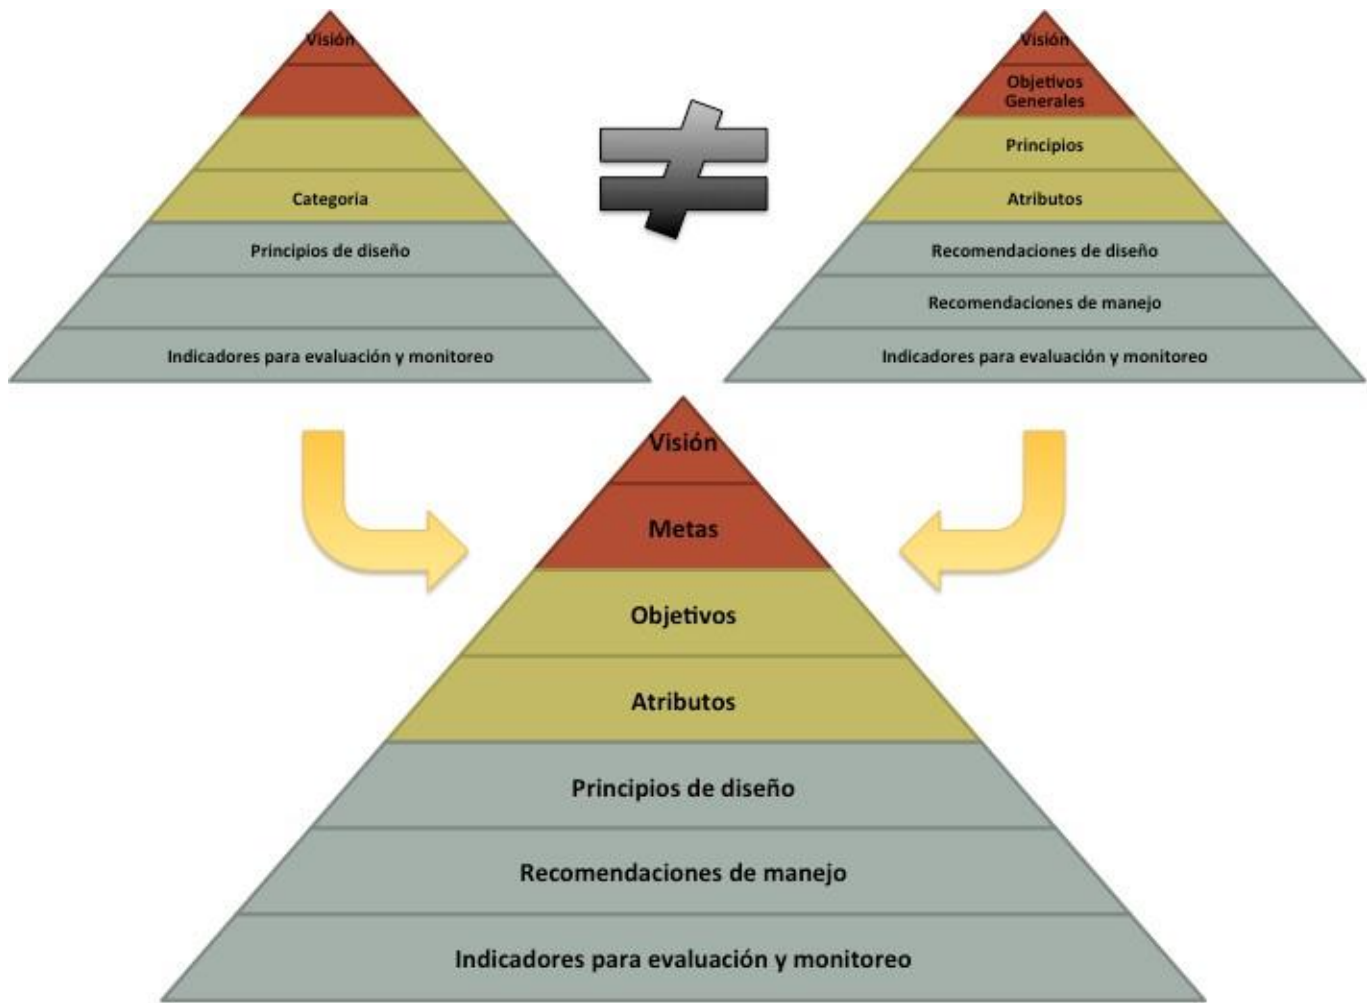 Visión
Categoria
Principios de diseño
Indicadores para evaluación y monitoreo
Visión
Objetivos
Generales
Principios
Atributos
Recomendaciones de diseño
Recomendaciones de manejo
Indicadores para evaluación y monitoreo
Visión
Metas
Objetivos
Atributos
Principios de diseño
Recomendaciones de manejo
Indicadores para evaluación y monitoreo